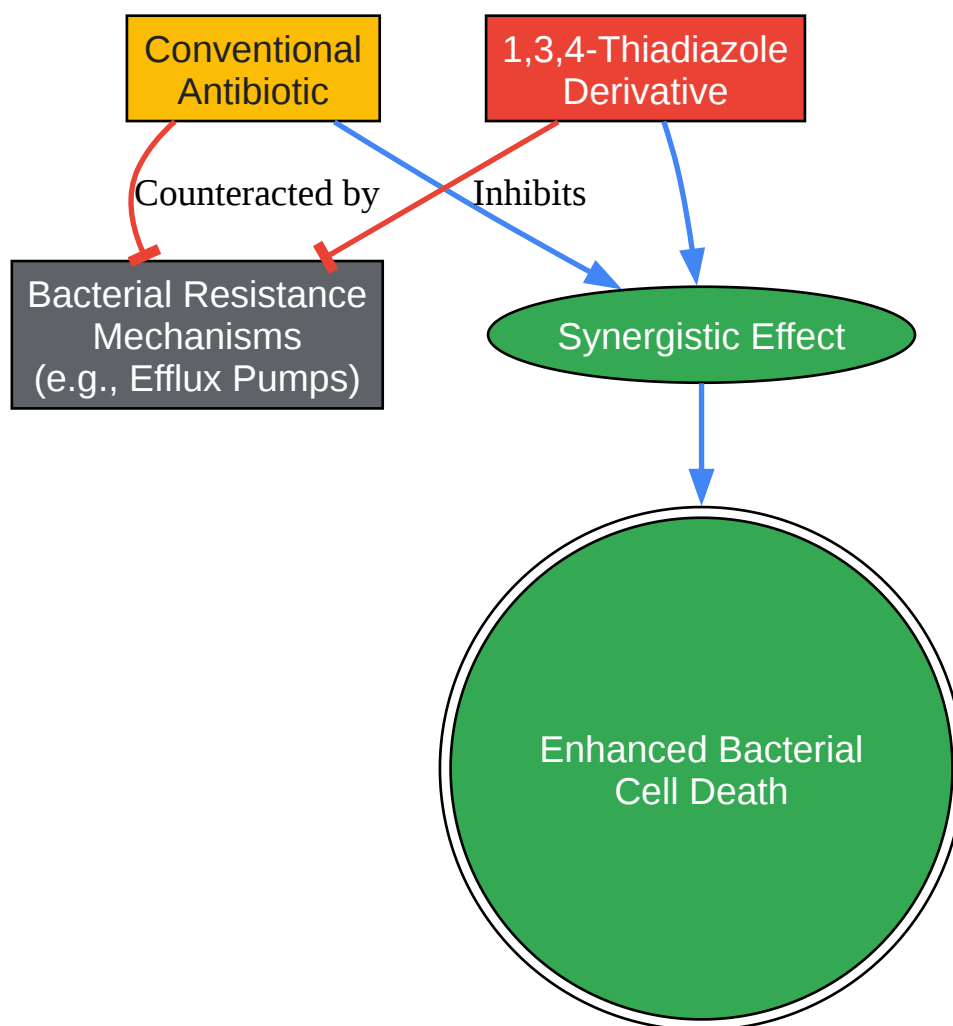 Conventional
Antibiotic
1,3,4-Thiadiazole
Derivative
Counteracted by
Inhibits
Bacterial Resistance
Mechanisms
(e.g., Efflux Pumps)
Synergistic Effect
Enhanced Bacterial
Cell Death